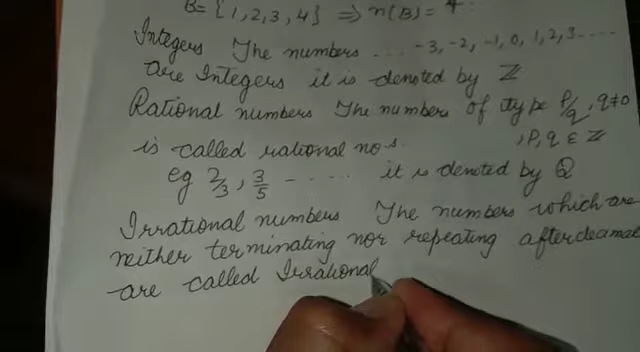 B = {1, 2, 3, 4} ⇒ n(B) = 4
Integers The numbers ... -3, -2, -1, 0, 1, 2, 3 .....
are Integers it is denoted by ℤ
Rational numbers The numbers of type P/q, q≠0
, P, q ε ℤ
is called rational nos.
eg 2/3, 3/5 - - - - . it is denoted by Q
Irrational numbers The numbers which are
neither terminating nor repeating after decimal
are called Irrational